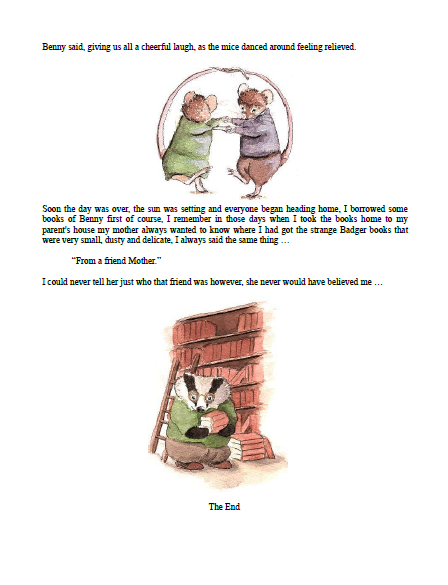 Benny said, giving us all a cheerful laugh, as the mice danced around feeling relieved.
Soon the day was over, the sun was setting and everyone began heading home, I borrowed some
books of Benny first of course, I remember in those days when I took the books home to my
parent's house my mother always wanted to know where I had got the strange Badger books that
were very small, dusty and delicate, I always said the same thing …
“From a friend Mother.”
I could never tell her just who that friend was however, she never would have believed me …
The End